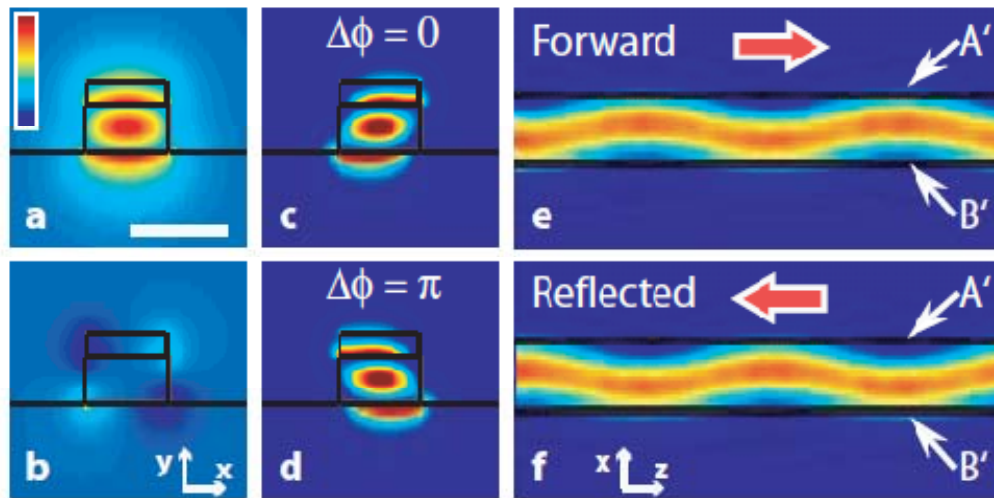 a
Δϕ = 0
c
Forward
A'
B'
e
b
y
x
Δϕ = π
d
Reflected
A'
B'
f
x
z